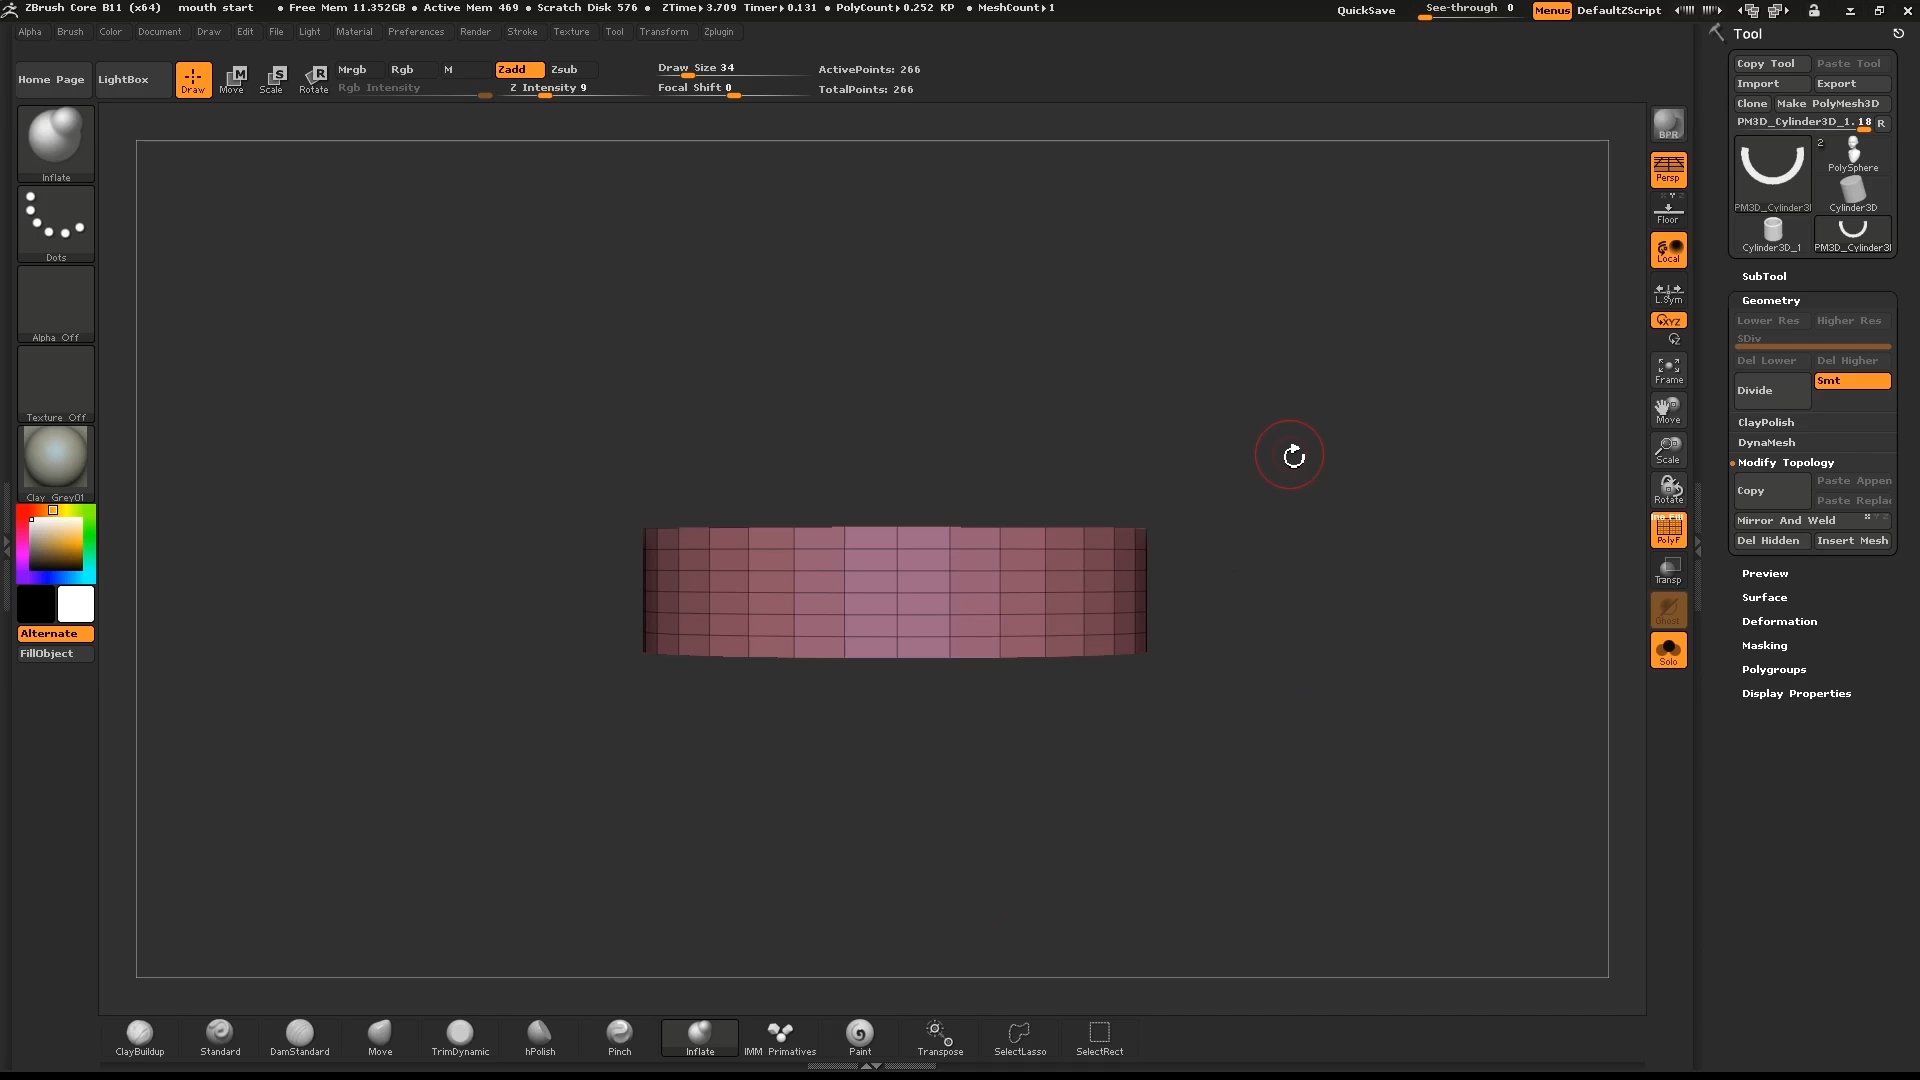 ZBrush Core B11 (x64) mouth start • Free Mem 11.352GB • Active Mem 469 • Scratch Disk 576 • ZTime▸3.709 Timer▸0.131 • PolyCount▸0.252 KP • MeshCount▸1 QuickSave See-through 0 Menus DefaultZScript
Alpha Brush Color Document Draw Edit File Light Material Preferences Render Stroke Texture Tool Transform Zplugin
Home Page LightBox Draw Move Scale Rotate
Mrgb Rgb M Zadd Zsub
Rgb Intensity Z Intensity 9
Draw Size 34
Focal Shift 0
ActivePoints: 266
TotalPoints: 266
Inflate
Dots
Alpha Off
Texture Off
Clay_Grey01
Alternate
FillObject
BPR
Persp
Floor
Local
L.Sym
XYZ
Frame
Move
Scale
Rotate
PolyF
Transp
Ghost
Solo
Tool
Copy Tool Paste Tool
Import Export
Clone Make PolyMesh3D
PM3D_Cylinder3D_1. 18 R
2
PolySphere
PM3D_Cylinder3I Cylinder3D
Cylinder3D_1 PM3D_Cylinder3I
SubTool
Geometry
Lower Res Higher Res
SDiv
Del Lower Del Higher
Divide Smt
ClayPolish
DynaMesh
Modify Topology
Copy Paste Appen
Paste Replac
Mirror And Weld
Del Hidden Insert Mesh
Preview
Surface
Deformation
Masking
Polygroups
Display Properties
ClayBuildup Standard DamStandard Move TrimDynamic hPolish Pinch Inflate IMM Primatives Paint Transpose SelectLasso SelectRect